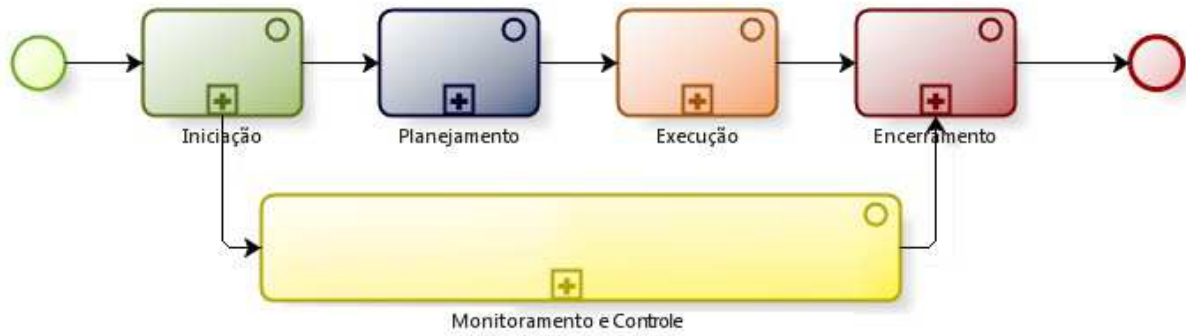 Iniciação
Planejamento
Execução
Encerramento
Monitoramento e Controle